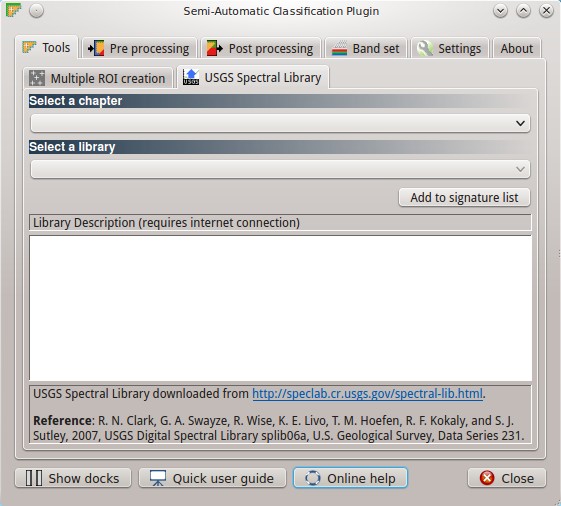 Semi-Automatic Classification Plugin
Tools Pre processing Post processing Band set Settings About
Multiple ROI creation USGS Spectral Library
Select a chapter
Select a library
Add to signature list
Library Description (requires internet connection)
USGS Spectral Library downloaded from http://speclab.cr.usgs.gov/spectral-lib.html.
Reference: R. N. Clark, G. A. Swayze, R. Wise, K. E. Livo, T. M. Hoefen, R. F. Kokaly, and S. J.
Sutley, 2007, USGS Digital Spectral Library splib06a, U.S. Geological Survey, Data Series 231.
Show docks Quick user guide Online help Close